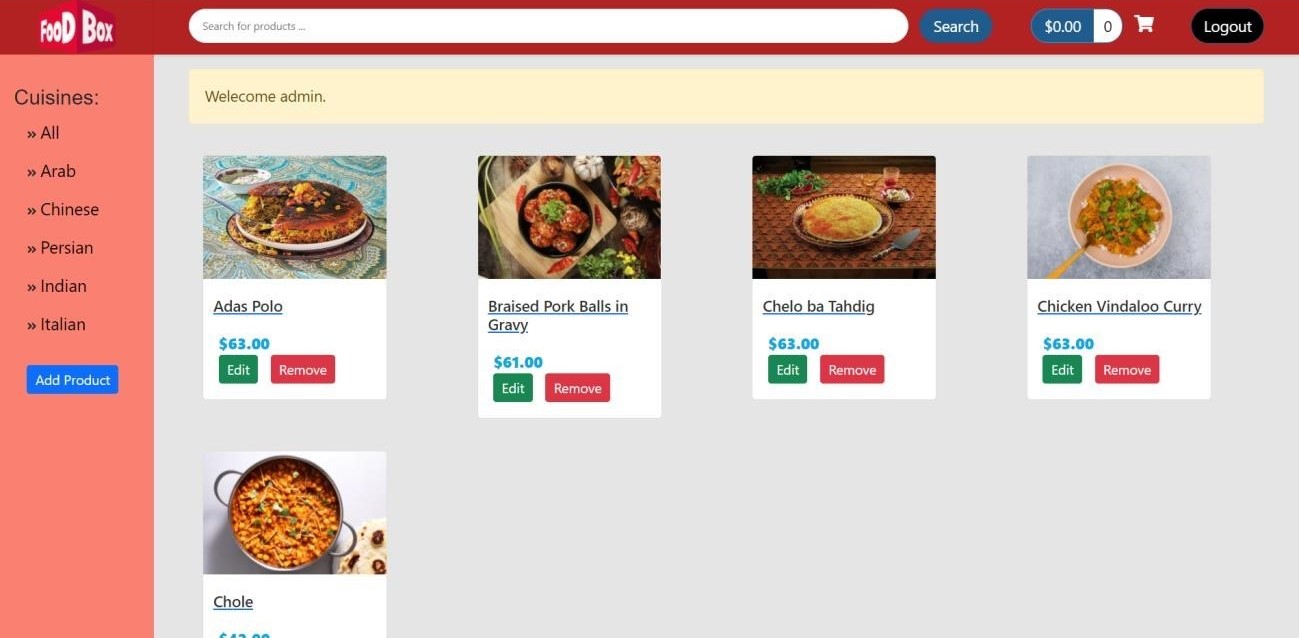 FooD Box
Search for products ...
Search
$0.00 0
Logout
Cuisines:
» All
» Arab
» Chinese
» Persian
» Indian
» Italian
Add Product
Welecome admin.
Adas Polo
$63.00
Edit Remove
Braised Pork Balls in
Gravy
$61.00
Edit Remove
Chelo ba Tahdig
$63.00
Edit Remove
Chicken Vindaloo Curry
$63.00
Edit Remove
Chole